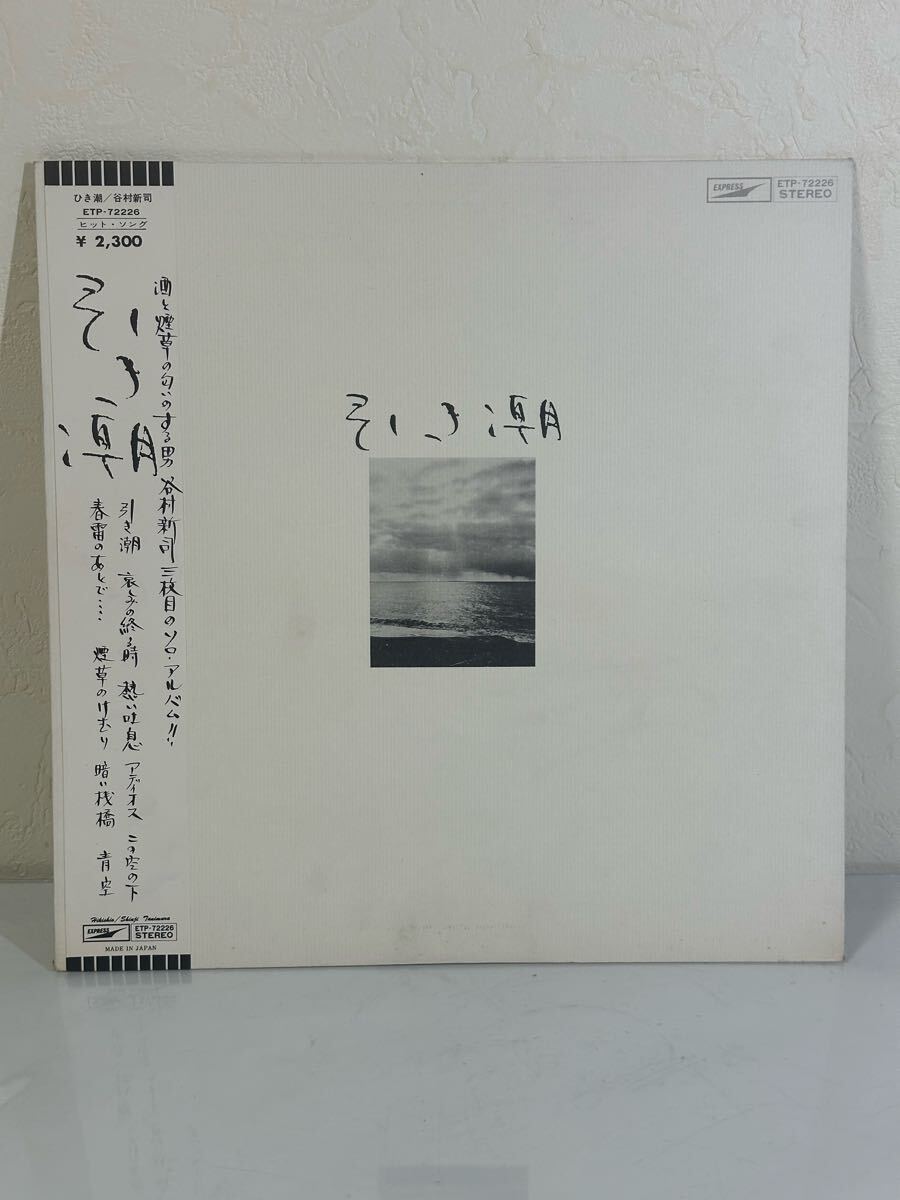 ひき潮/谷村新司
ETP-72226
ヒット・ソング
¥ 2,300
引き潮
酒と煙草の匂いのする男 谷村新司 三枚目のソロ・アルバム!!
引き潮 哀しみの終る時 熱い吐息 アディオス この空の下
春雷のあとで…… 煙草のけむり 暗い桟橋 青空
Hikishio/Shinji Tanimura
EXPRESS
ETP-72226
STEREO
MADE IN JAPAN
EXPRESS
ETP-72226
STEREO
引き潮